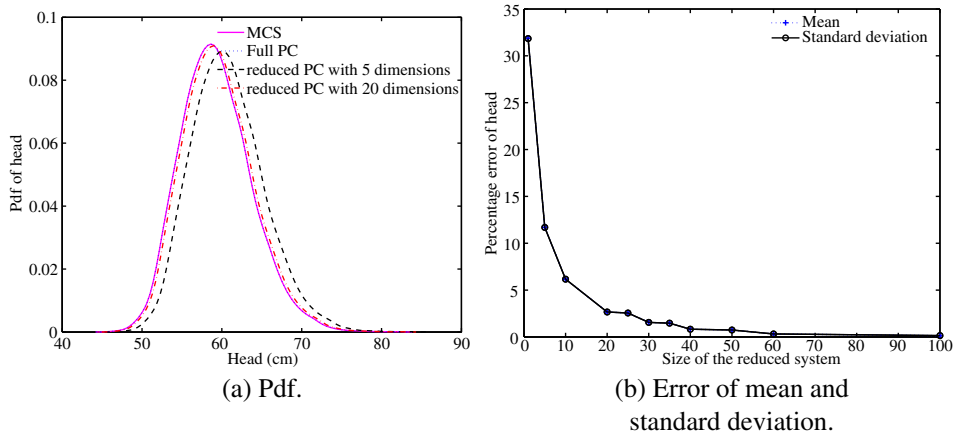 0.1
0.08
0.06
0.04
0.02
0
Pdf of head
MCS
Full PC
reduced PC with 5 dimensions
reduced PC with 20 dimensions
40 50 60 70 80 90
Head (cm)
(a) Pdf.
35
30
25
20
15
10
5
0
Percentage error of head
Mean
Standard deviation
0 10 20 30 40 50 60 70 80 90 100
Size of the reduced system
(b) Error of mean and
standard deviation.